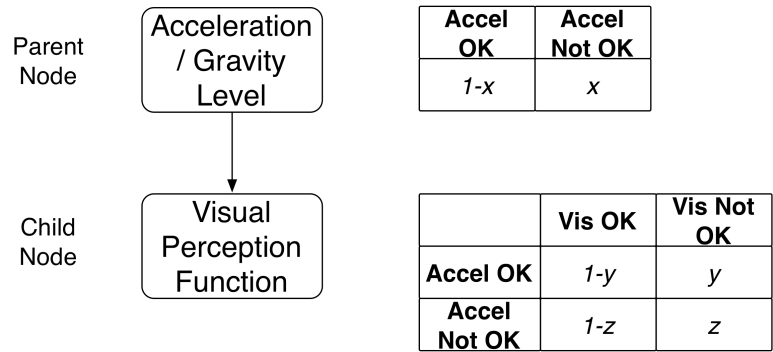 Parent
Node
Acceleration
/ Gravity
Level
Accel
OK
Accel
Not OK
1-x
x
Child
Node
Visual
Perception
Function
Vis OK
Vis Not
OK
Accel OK
1-y
y
Accel
Not OK
1-z
z